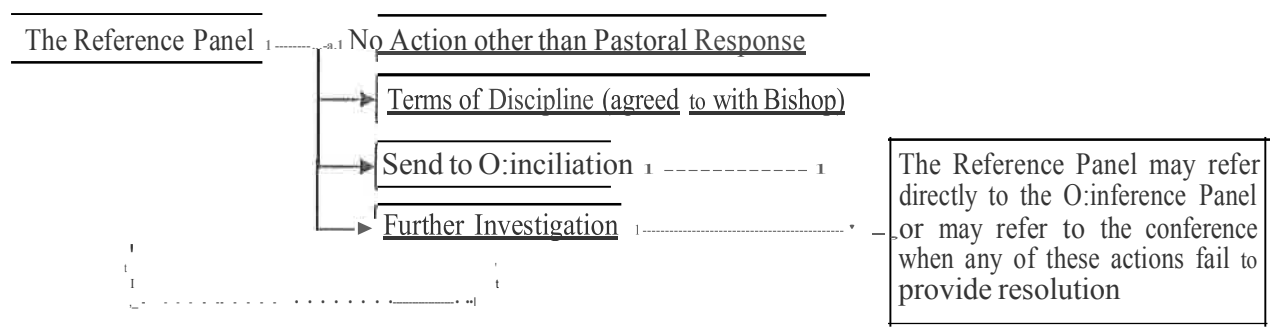 The Reference Panel
No Action other than Pastoral Response
Terms of Discipline (agreed to with Bishop)
Send to O:inciliation
Further Investigation
The Reference Panel may refer
directly to the O:inference Panel
or may refer to the conference
when any of these actions fail to
provide resolution